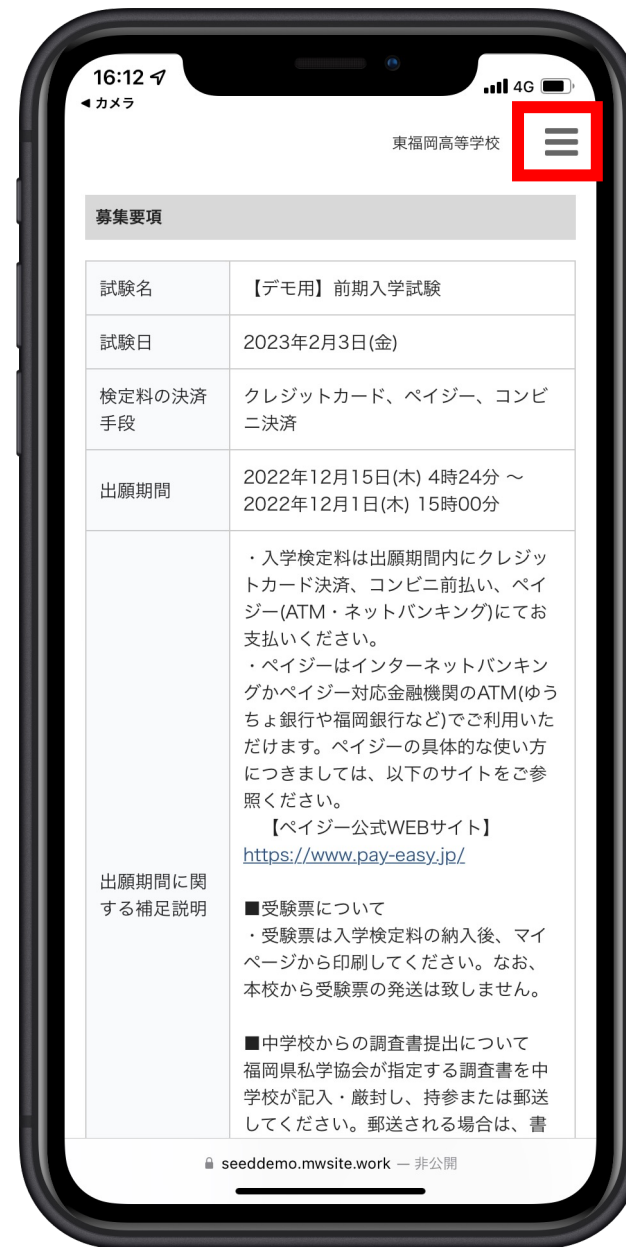 16:12
4G
◀ カメラ
東福岡高等学校
募集要項
試験名
【デモ用】前期入学試験
試験日
2023年2月3日(金)
検定料の決済
手段
クレジットカード、ペイジー、コンビ
ニ決済
出願期間
2022年12月15日(木) 4時24分 ～
2022年12月1日(木) 15時00分
出願期間に関
する補足説明
・入学検定料は出願期間内にクレジッ
トカード決済、コンビニ前払い、ペイ
ジー(ATM・ネットバンキング)にてお
支払いください。
・ペイジーはインターネットバンキン
グかペイジー対応金融機関のATM(ゆう
ちょ銀行や福岡銀行など)でご利用いた
だけます。ペイジーの具体的な使い方
につきましては、以下のサイトをご参
照ください。
【ペイジー公式WEBサイト】
https://www.pay-easy.jp/
■受験票について
・受験票は入学検定料の納入後、マイ
ページから印刷してください。なお、
本校から受験票の発送は致しません。
■中学校からの調査書提出について
福岡県私学協会が指定する調査書を中
学校が記入・厳封し、持参または郵送
してください。郵送される場合は、書
seeddemo.mwsite.work — 非公開